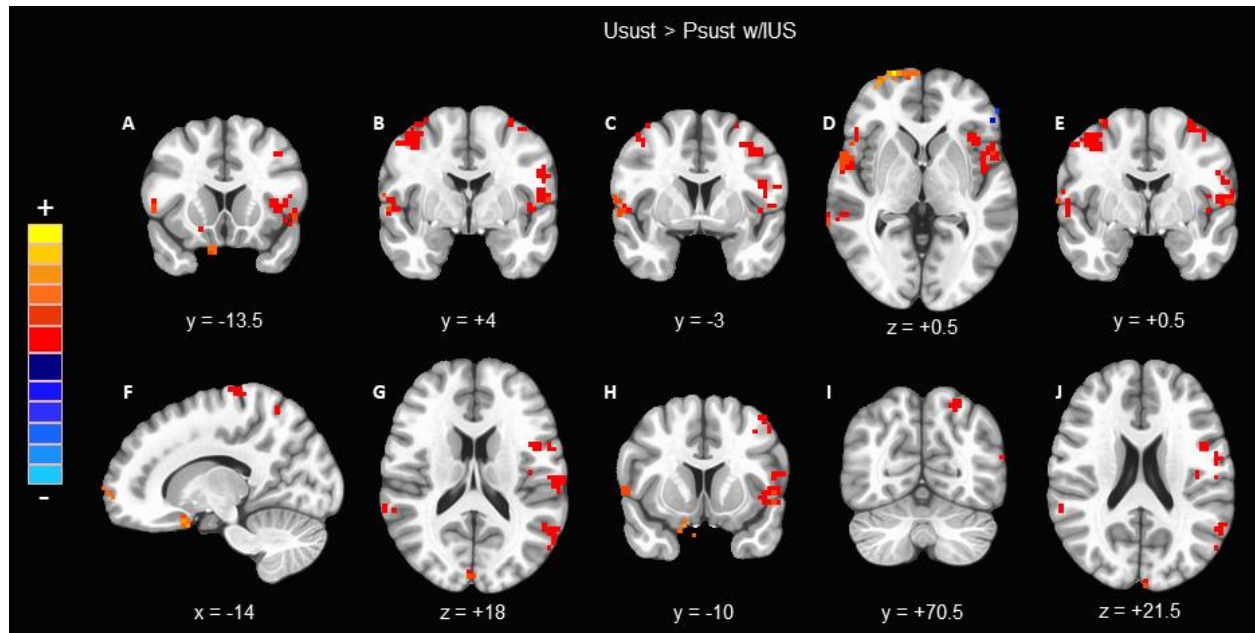 Usust > Psust w/IUS
A
B
C
D
E
+
-
y = -13.5
y = +4
y = -3
z = +0.5
y = +0.5
F
G
H
I
J
x = -14
z = +18
y = -10
y = +70.5
z = +21.5